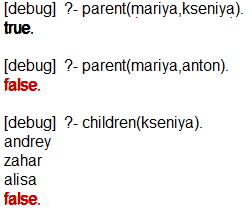 [debug] ?- parent(mariya,kseniya).
true.
[debug] ?- parent(mariya,anton).
false.
[debug] ?- children(kseniya).
andrey
zahar
alisa
false.